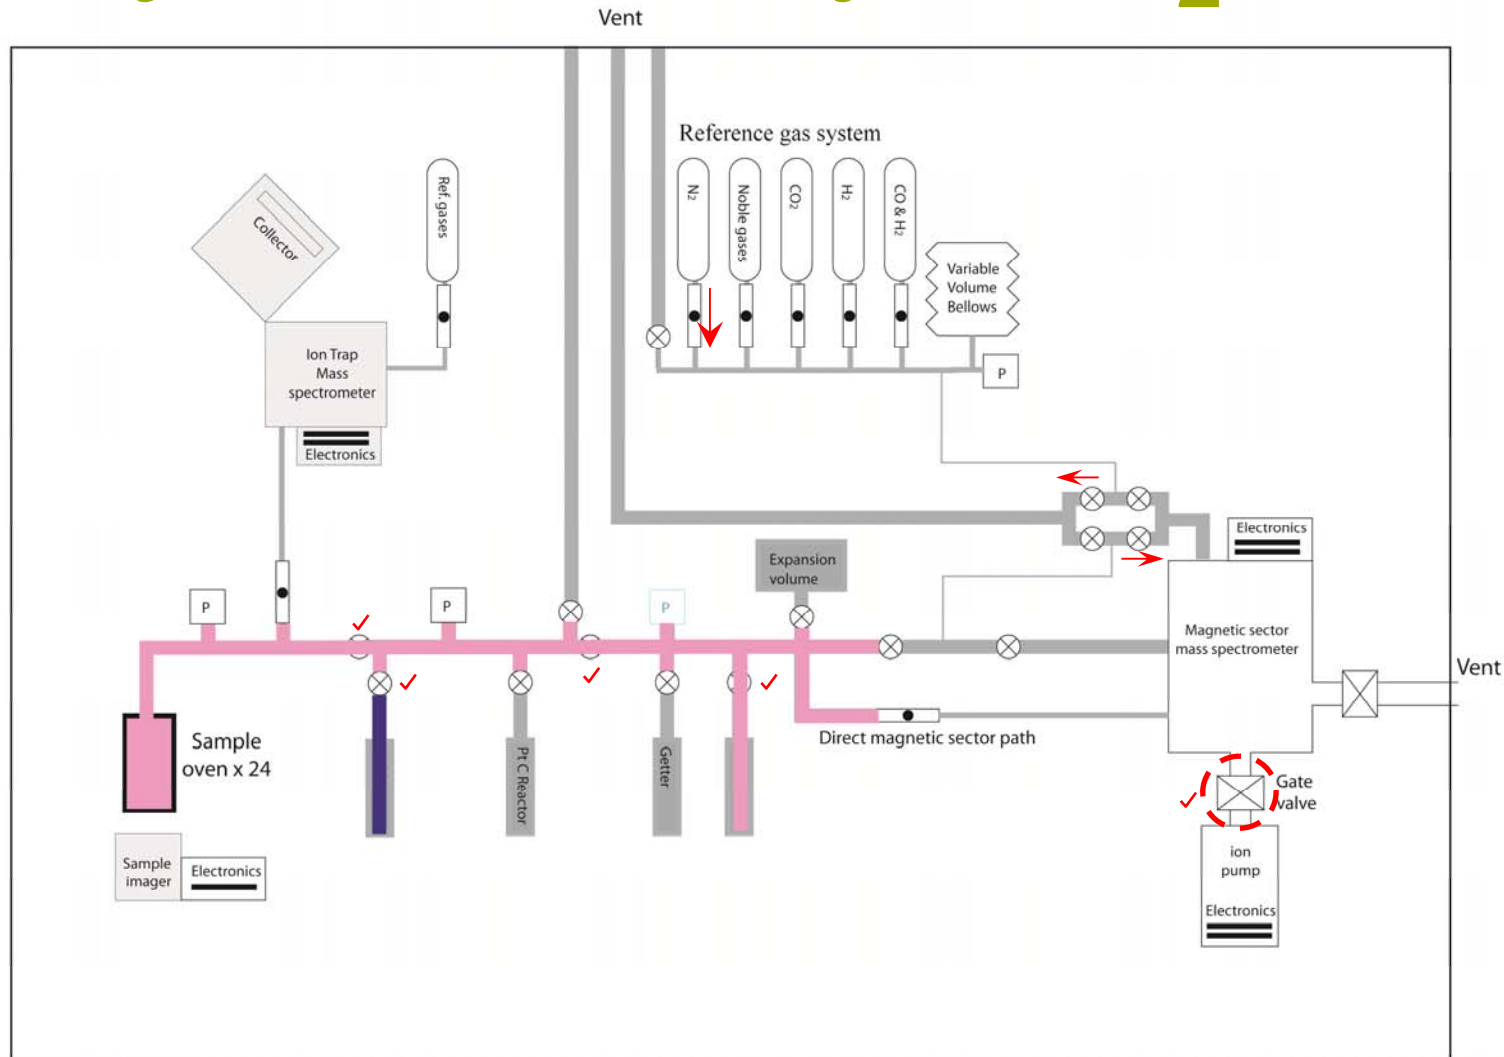 Vent
Reference gas system
Ref. gases
N2
Noble gases
CO2
H2
CO & H2
Collector
Variable
Volume
Bellows
P
Ion Trap
Mass
spectrometer
Electronics
Electronics
Expansion
volume
P
P
P
Magnetic sector
mass spectrometer
Vent
Sample
oven x 24
Direct magnetic sector path
Pt C Reactor
Getter
Gate
valve
Sample
imager
Electronics
ion
pump
Electronics